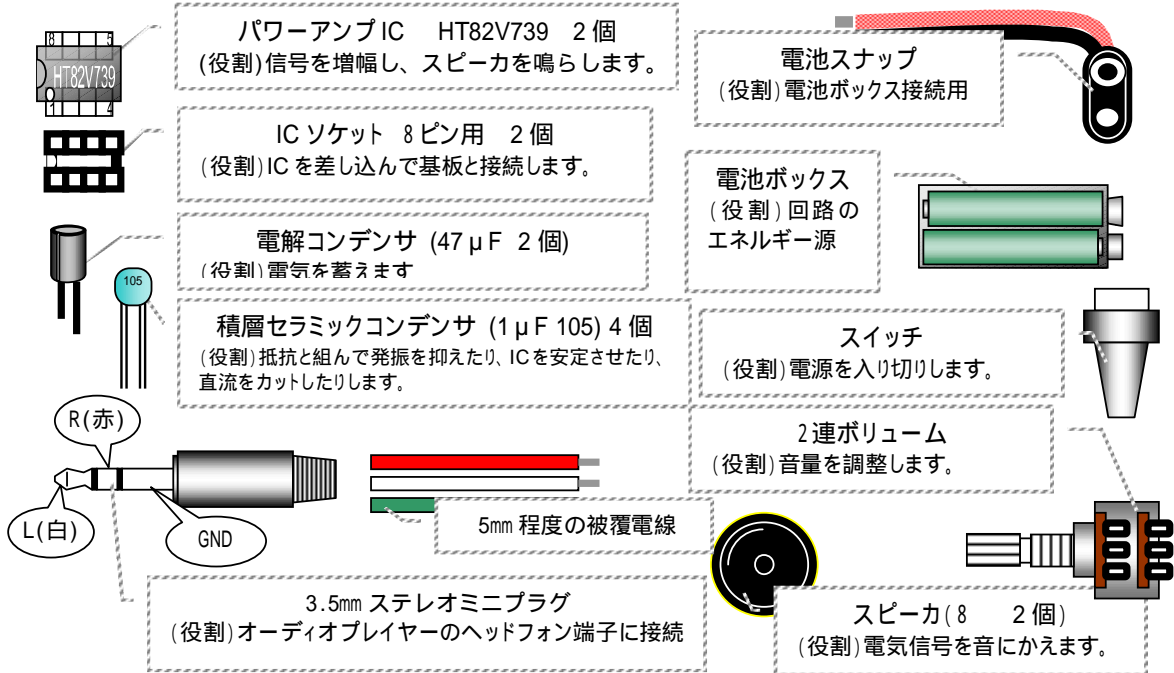 8 5
HT82V739
1 4
パワーアンプIC HT82V739 2個
(役割)信号を増幅し、スピーカを鳴らします。
ICソケット 8ピン用 2個
(役割)ICを差し込んで基板と接続します。
電解コンデンサ (47μF 2個)
(役割)電気を蓄えます
105
積層セラミックコンデンサ (1μF 105) 4個
(役割)抵抗と組んで発振を抑えたり、ICを安定させたり、
直流をカットしたりします。
R(赤)
L(白)
GND
5㎜程度の被覆電線
3.5㎜ステレオミニプラグ
(役割)オーディオプレイヤーのヘッドフォン端子に接続
電池スナップ
(役割)電池ボックス接続用
電池ボックス
(役割)回路の
エネルギー源
スイッチ
(役割)電源を入り切りします。
2連ボリューム
(役割)音量を調整します。
スピーカ(8 2個)
(役割)電気信号を音にかえます。